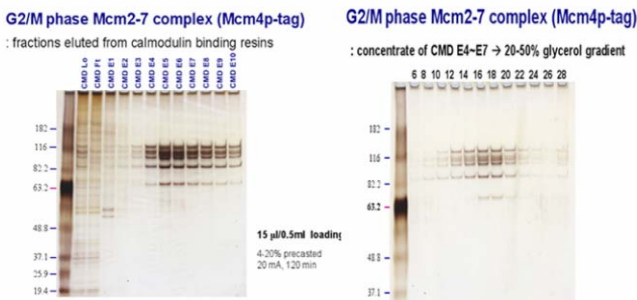 G2/M phase Mcm2-7 complex (Mcm4p-tag)
: fractions eluted from calmodulin binding resins
CMD Lo
CMD Ft
CMD E1
CMD E2
CMD E3
CMD E4
CMD E5
CMD E6
CMD E7
CMD E8
CMD E9
CMD E10
182
116
82.2
63.2
48.8
37.1
25.9
19.4
15 µl/0.5ml loading
4-20% precasted
20 mA, 120 min
G2/M phase Mcm2-7 complex (Mcm4p-tag)
: concentrate of CMD E4~E7 → 20-50% glycerol gradient
6 8 10 12 14 16 18 20 22 24 26 28
182
116
82.2
63.2
48.8
37.1